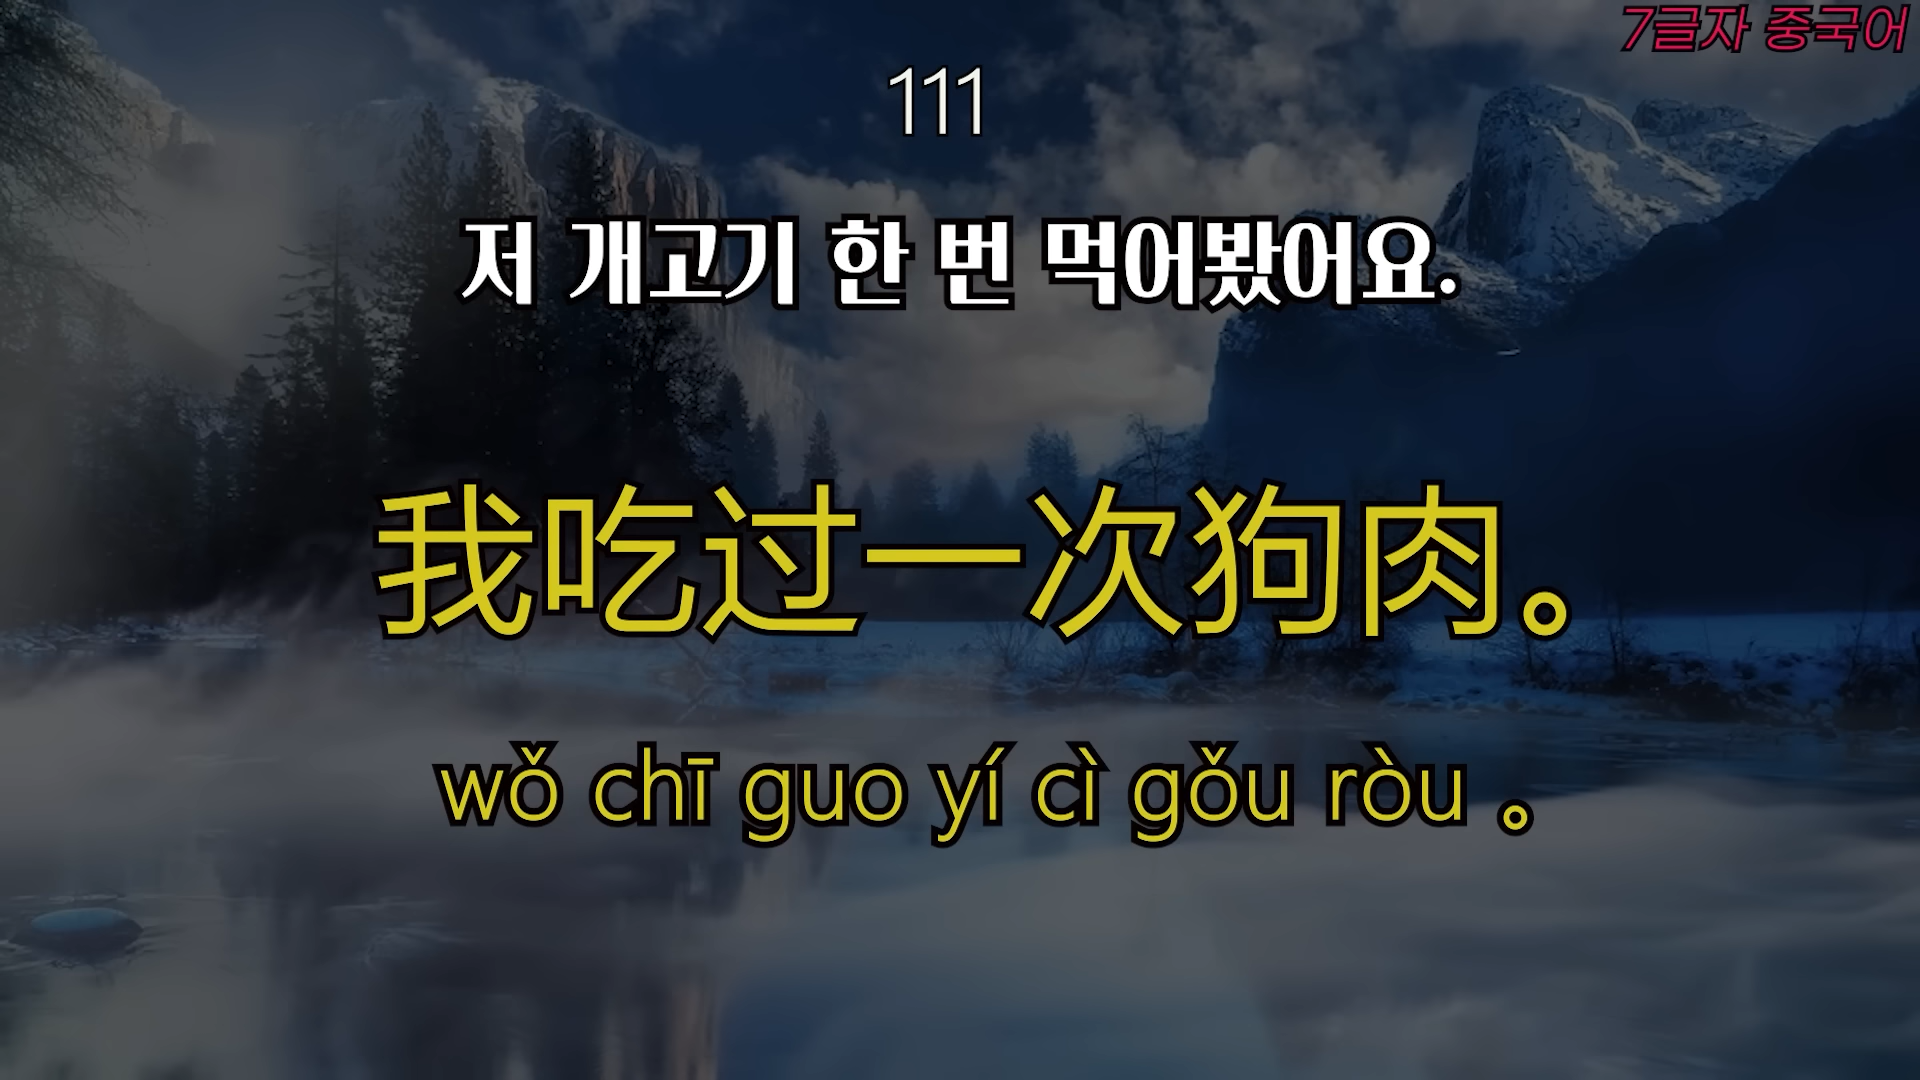 7글자 중국어
111
저 개고기 한 번 먹어봤어요.
我吃过一次狗肉。
wǒ chī guo yí cì gǒu ròu 。